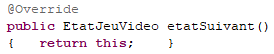 @Override
public EtatJeuVideo etatSuivant()
{   return this;    }